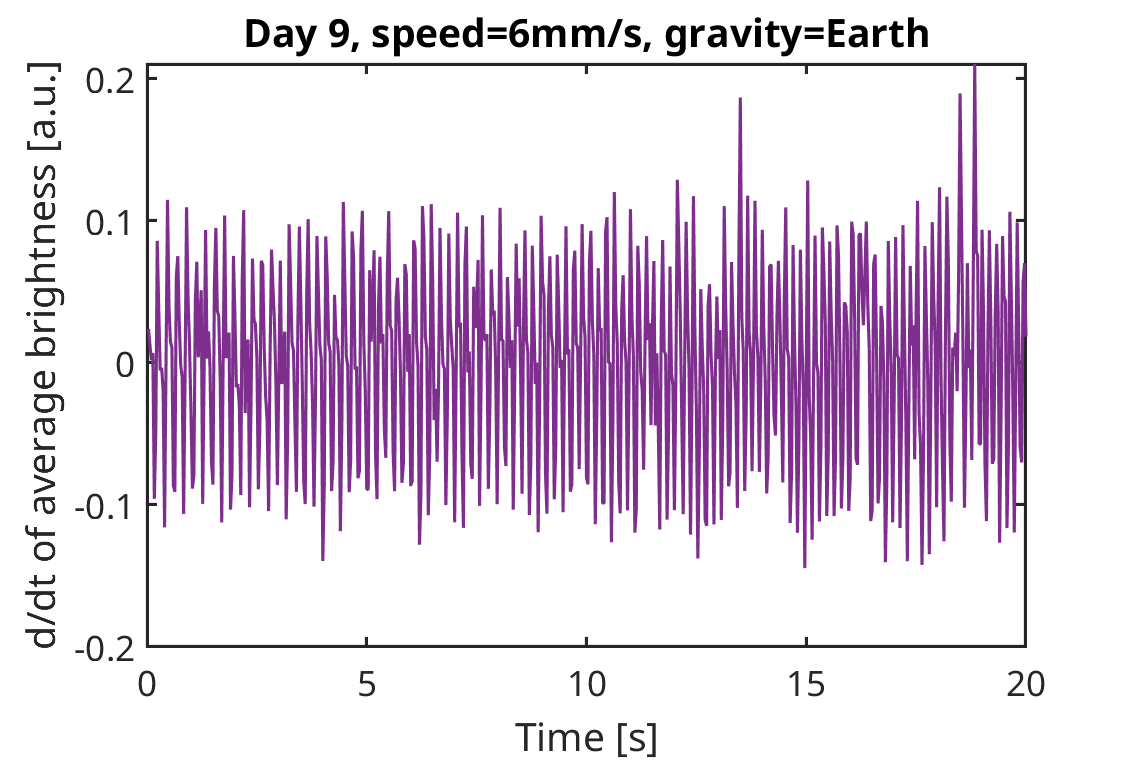 Day 9, speed=6mm/s, gravity=Earth
d/dt of average brightness [a.u.]
0.2
0.1
0
-0.1
-0.2
0 5 10 15 20
Time [s]